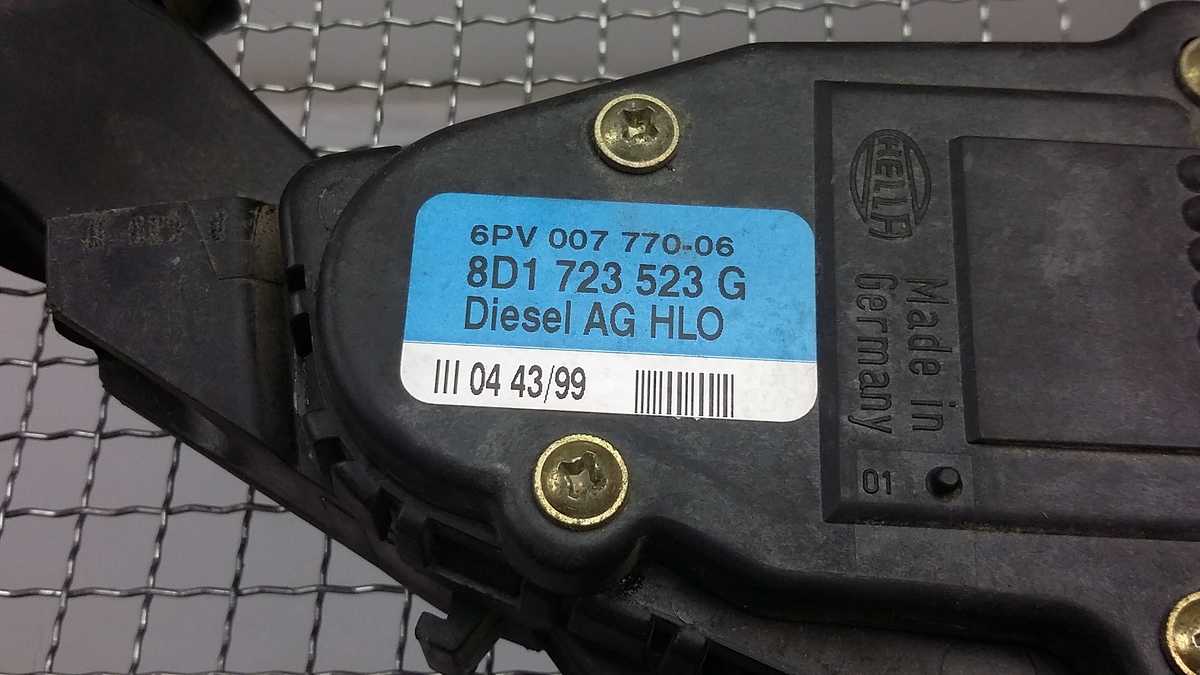 6PV 007 770-06
8D1 723 523 G
Diesel AG HLO
III 04 43/99
HELLA
Made in
Germany
01